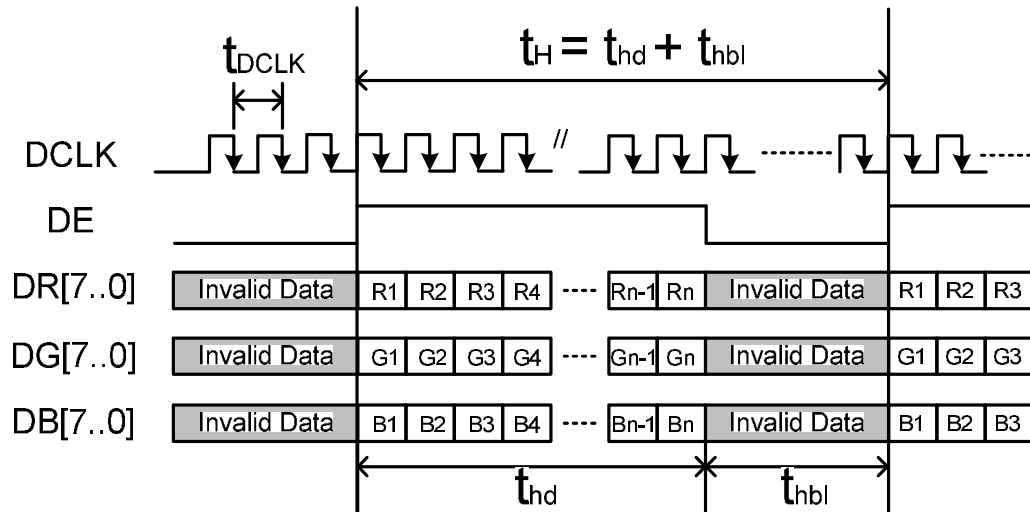 tDCLK
tH = thd + thbl
DCLK //
DE
DR[7..0] Invalid Data R1 R2 R3 R4 ---- Rn-1 Rn Invalid Data R1 R2 R3
DG[7..0] Invalid Data G1 G2 G3 G4 ---- Gn-1 Gn Invalid Data G1 G2 G3
DB[7..0] Invalid Data B1 B2 B3 B4 ---- Bn-1 Bn Invalid Data B1 B2 B3
thd thbl